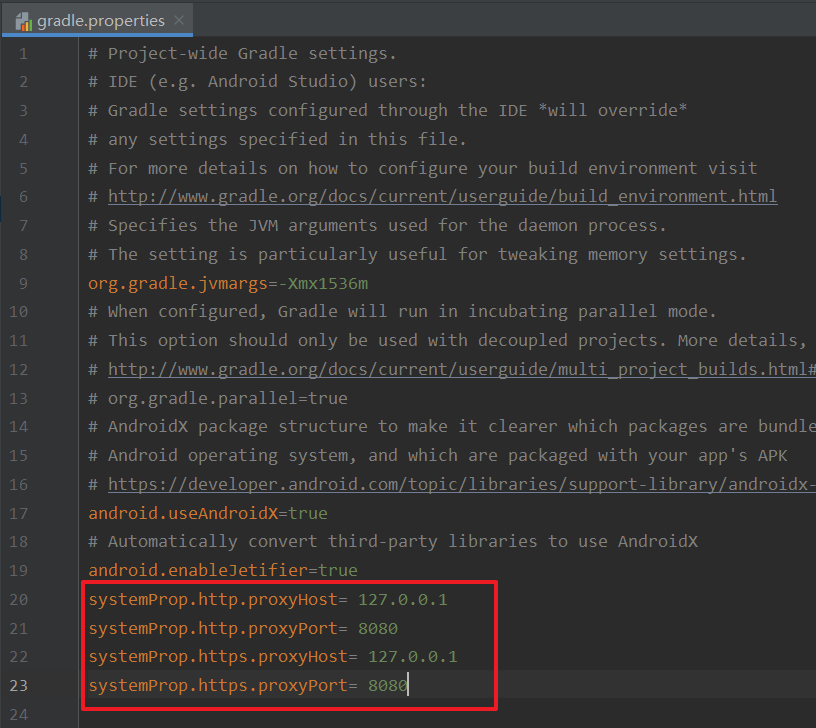 gradle.properties
1 # Project-wide Gradle settings.
2 # IDE (e.g. Android Studio) users:
3 # Gradle settings configured through the IDE *will override*
4 # any settings specified in this file.
5 # For more details on how to configure your build environment visit
6 # http://www.gradle.org/docs/current/userguide/build_environment.html
7 # Specifies the JVM arguments used for the daemon process.
8 # The setting is particularly useful for tweaking memory settings.
9 org.gradle.jvmargs=-Xmx1536m
10 # When configured, Gradle will run in incubating parallel mode.
11 # This option should only be used with decoupled projects. More details,
12 # http://www.gradle.org/docs/current/userguide/multi_project_builds.html#
13 # org.gradle.parallel=true
14 # AndroidX package structure to make it clearer which packages are bundle
15 # Android operating system, and which are packaged with your app's APK
16 # https://developer.android.com/topic/libraries/support-library/androidx-
17 android.useAndroidX=true
18 # Automatically convert third-party libraries to use AndroidX
19 android.enableJetifier=true
20 systemProp.http.proxyHost= 127.0.0.1
21 systemProp.http.proxyPort= 8080
22 systemProp.https.proxyHost= 127.0.0.1
23 systemProp.https.proxyPort= 8080
24